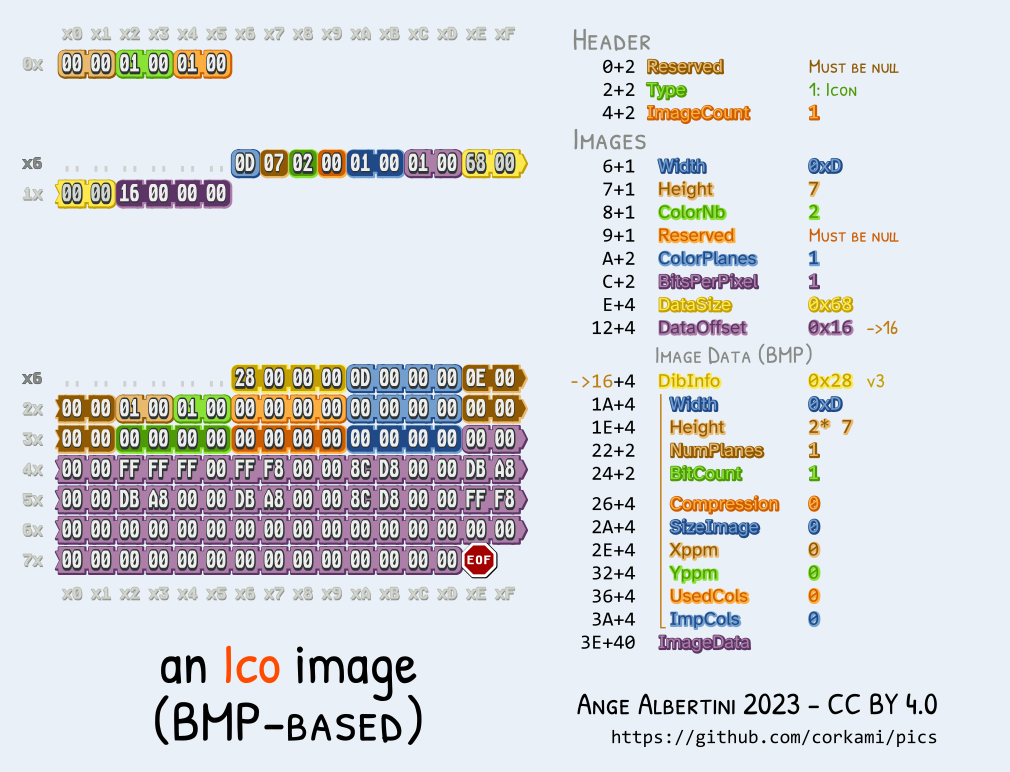 x0 x1 x2 x3 x4 x5 x6 x7 x8 x9 xA xB xC xD xE xF
0x 00 00 01 00 01 00
x6 .. .. .. .. .. .. 0D 07 02 00 01 00 01 00 68 00
1x 00 00 16 00 00 00
x6 .. .. .. .. .. .. 28 00 00 00 0D 00 00 00 0E 00
2x 00 00 01 00 01 00 00 00 00 00 00 00 00 00 00 00
3x 00 00 00 00 00 00 00 00 00 00 00 00 00 00 00 00
4x 00 00 FF FF FF 00 FF F8 00 00 8C D8 00 00 DB A8
5x 00 00 DB A8 00 00 DB A8 00 00 8C D8 00 00 FF F8
6x 00 00 00 00 00 00 00 00 00 00 00 00 00 00 00 00
7x 00 00 00 00 00 00 00 00 00 00 00 00 00 00 EOF
x0 x1 x2 x3 x4 x5 x6 x7 x8 x9 xA xB xC xD xE xF
an Ico image
(BMP-BASED)
HEADER
0+2 Reserved MUST BE NULL
2+2 Type 1: ICON
4+2 ImageCount 1
IMAGES
6+1 Width 0xD
7+1 Height 7
8+1 ColorNb 2
9+1 Reserved MUST BE NULL
A+2 ColorPlanes 1
C+2 BitsPerPixel 1
E+4 DataSize 0x68
12+4 DataOffset 0x16 ->16
IMAGE DATA (BMP)
->16+4 DibInfo 0x28 v3
1A+4 Width 0xD
1E+4 Height 2* 7
22+2 NumPlanes 1
24+2 BitCount 1
26+4 Compression 0
2A+4 SizeImage 0
2E+4 Xppm 0
32+4 Yppm 0
36+4 UsedCols 0
3A+4 ImpCols 0
3E+40 ImageData
ANGE ALBERTINI 2023 - CC BY 4.0
https://github.com/corkami/pics